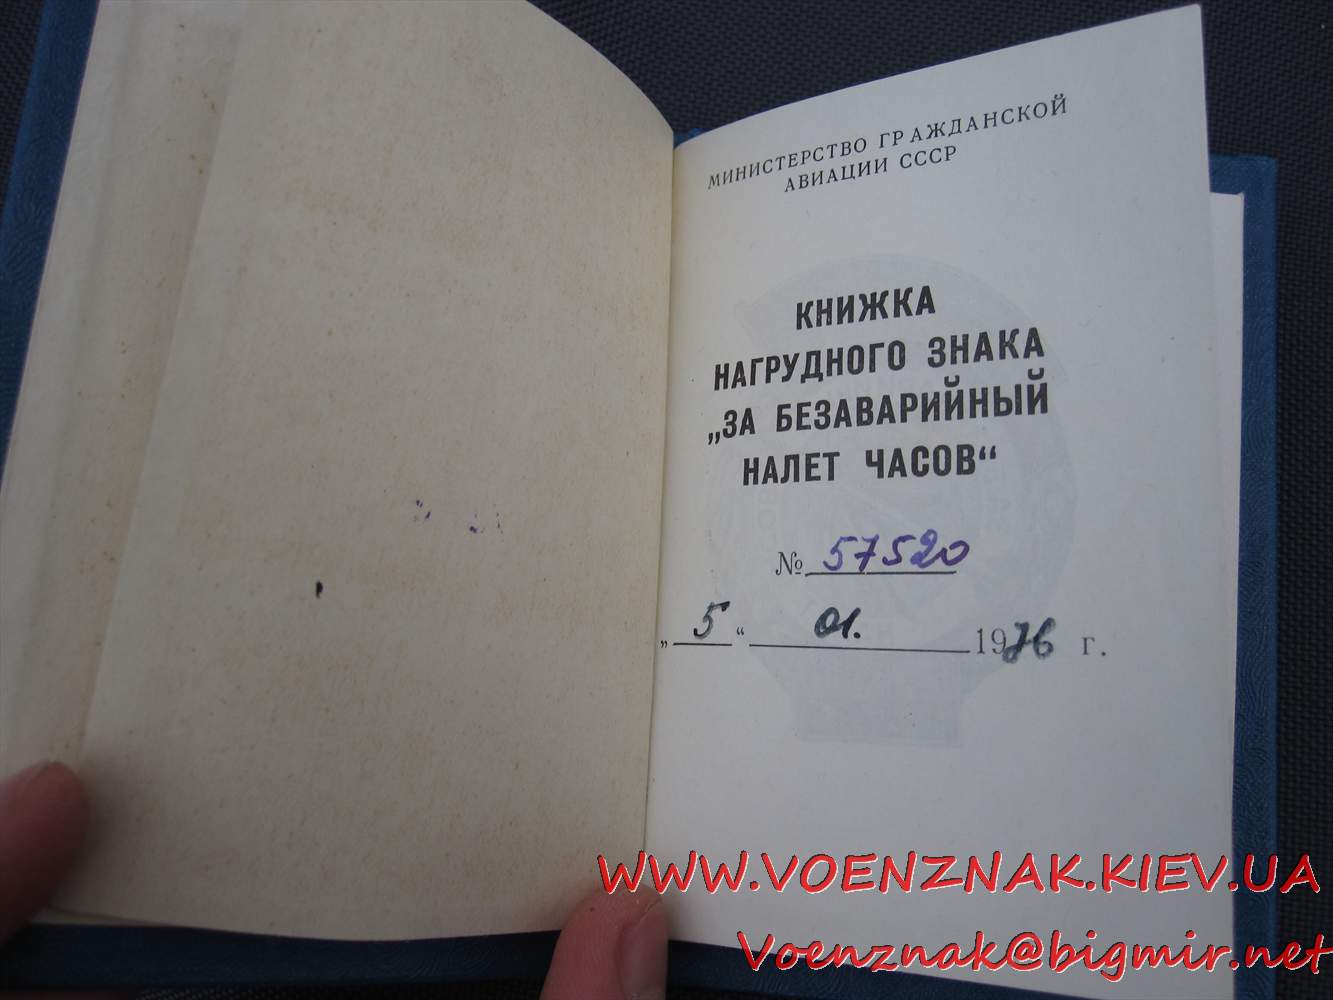 МИНИСТЕРСТВО ГРАЖДАНСКОЙ
АВИАЦИИ СССР
КНИЖКА
НАГРУДНОГО ЗНАКА
„ЗА БЕЗАВАРИЙНЫЙ
НАЛЕТ ЧАСОВ“
№ 57520
„5“ 01. 1976 г.
WWW.VOENZNAK.KIEV.UA
Voenznak@bigmir.net